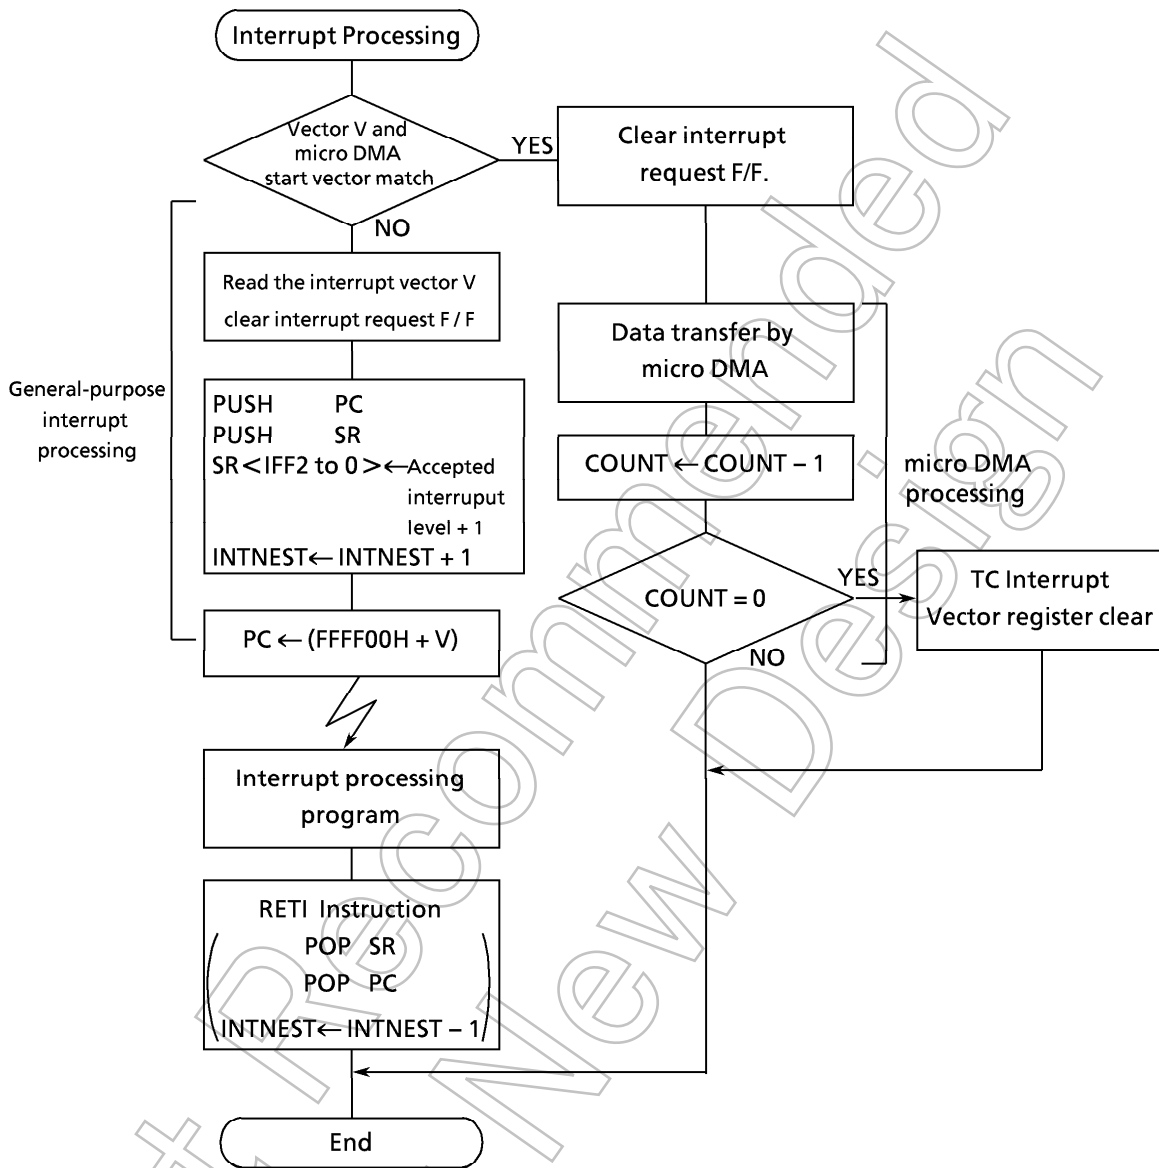 Interrupt Processing
Vector V and
micro DMA
start vector match
YES
Clear interrupt
request F/F.
NO
Read the interrupt vector V
clear interrupt request F / F
General-purpose
interrupt
processing
PUSH PC
PUSH SR
SR<IFF2 to 0>←Accepted
interruput
level + 1
INTNEST← INTNEST + 1
PC ← (FFFF00H + V)
Interrupt processing
program
RETI Instruction
POP SR
POP PC
INTNEST← INTNEST – 1
Data transfer by
micro DMA
COUNT ← COUNT – 1
micro DMA
processing
COUNT = 0
YES
NO
TC Interrupt
Vector register clear
End
Recommended
New Design